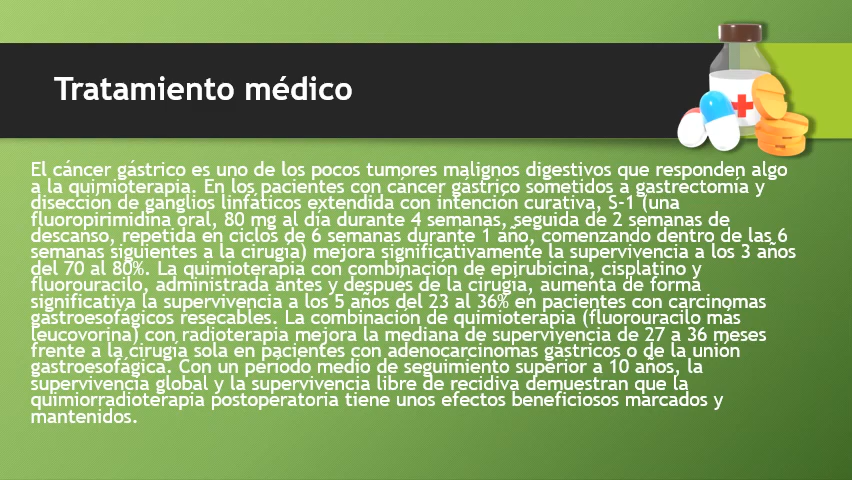 Tratamiento médico
El cáncer gástrico es uno de los pocos tumores malignos digestivos que responden algo
a la quimioterapia. En los pacientes con cáncer gástrico sometidos a gastrectomía y
disección de ganglios linfáticos extendida con intención curativa, S-1 (una
fluoropirimidina oral, 80 mg al día durante 4 semanas, seguida de 2 semanas de
descanso, repetida en ciclos de 6 semanas durante 1 año, comenzando dentro de las 6
semanas siguientes a la cirugía) mejora significativamente la supervivencia a los 3 años
del 70 al 80%. La quimioterapia con combinación de epirubicina, cisplatino y
fluorouracilo, administrada antes y después de la cirugía, aumenta de forma
significativa la supervivencia a los 5 años del 23 al 36% en pacientes con carcinomas
gastroesofágicos resecables. La combinación de quimioterapia (fluorouracilo más
leucovorina) con radioterapia mejora la mediana de supervivencia de 27 a 36 meses
frente a la cirugía sola en pacientes con adenocarcinomas gástricos o de la unión
gastroesofágica. Con un período medio de seguimiento superior a 10 años, la
supervivencia global y la supervivencia libre de recidiva demuestran que la
quimiorradioterapia postoperatoria tiene unos efectos beneficiosos marcados y
mantenidos.